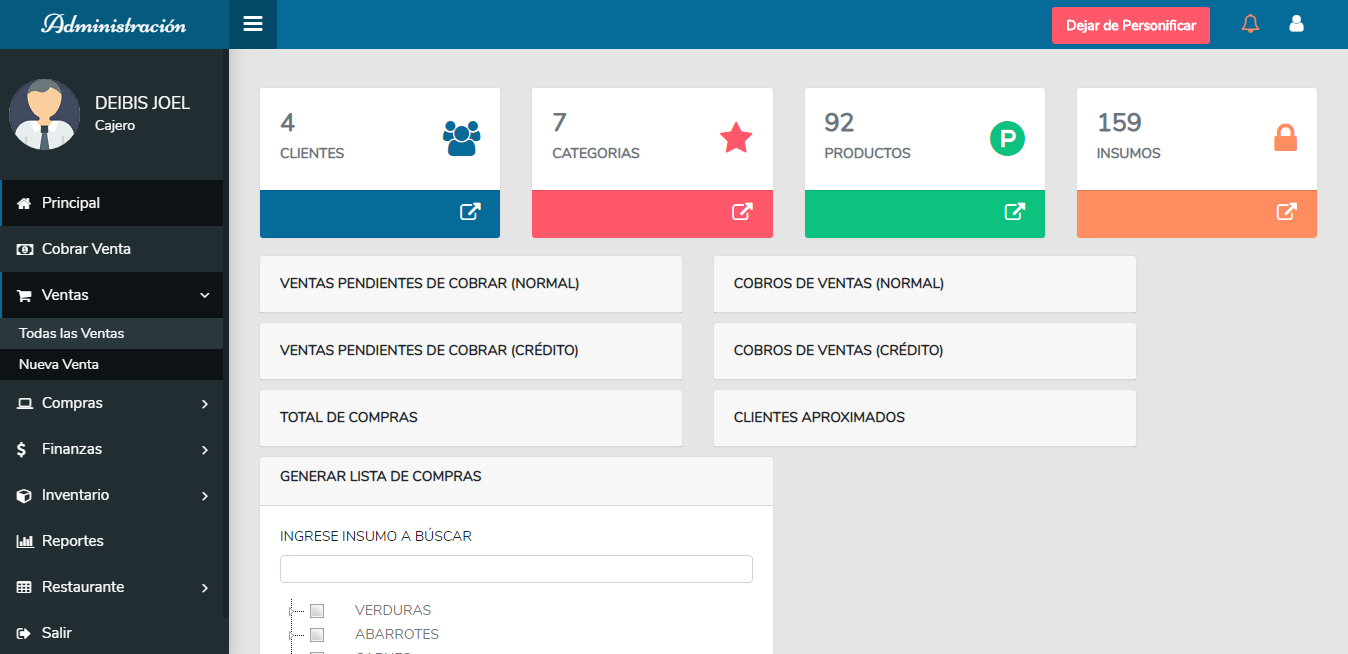 Administración
Dejar de Personificar
DEIBIS JOEL
Cajero
Principal
Cobrar Venta
Ventas
Todas las Ventas
Nueva Venta
Compras
Finanzas
Inventario
Reportes
Restaurante
Salir
4
CLIENTES
7
CATEGORIAS
92
PRODUCTOS
P
159
INSUMOS
VENTAS PENDIENTES DE COBRAR (NORMAL)
COBROS DE VENTAS (NORMAL)
VENTAS PENDIENTES DE COBRAR (CRÉDITO)
COBROS DE VENTAS (CRÉDITO)
TOTAL DE COMPRAS
CLIENTES APROXIMADOS
GENERAR LISTA DE COMPRAS
INGRESE INSUMO A BÚSCAR
VERDURAS
ABARROTES